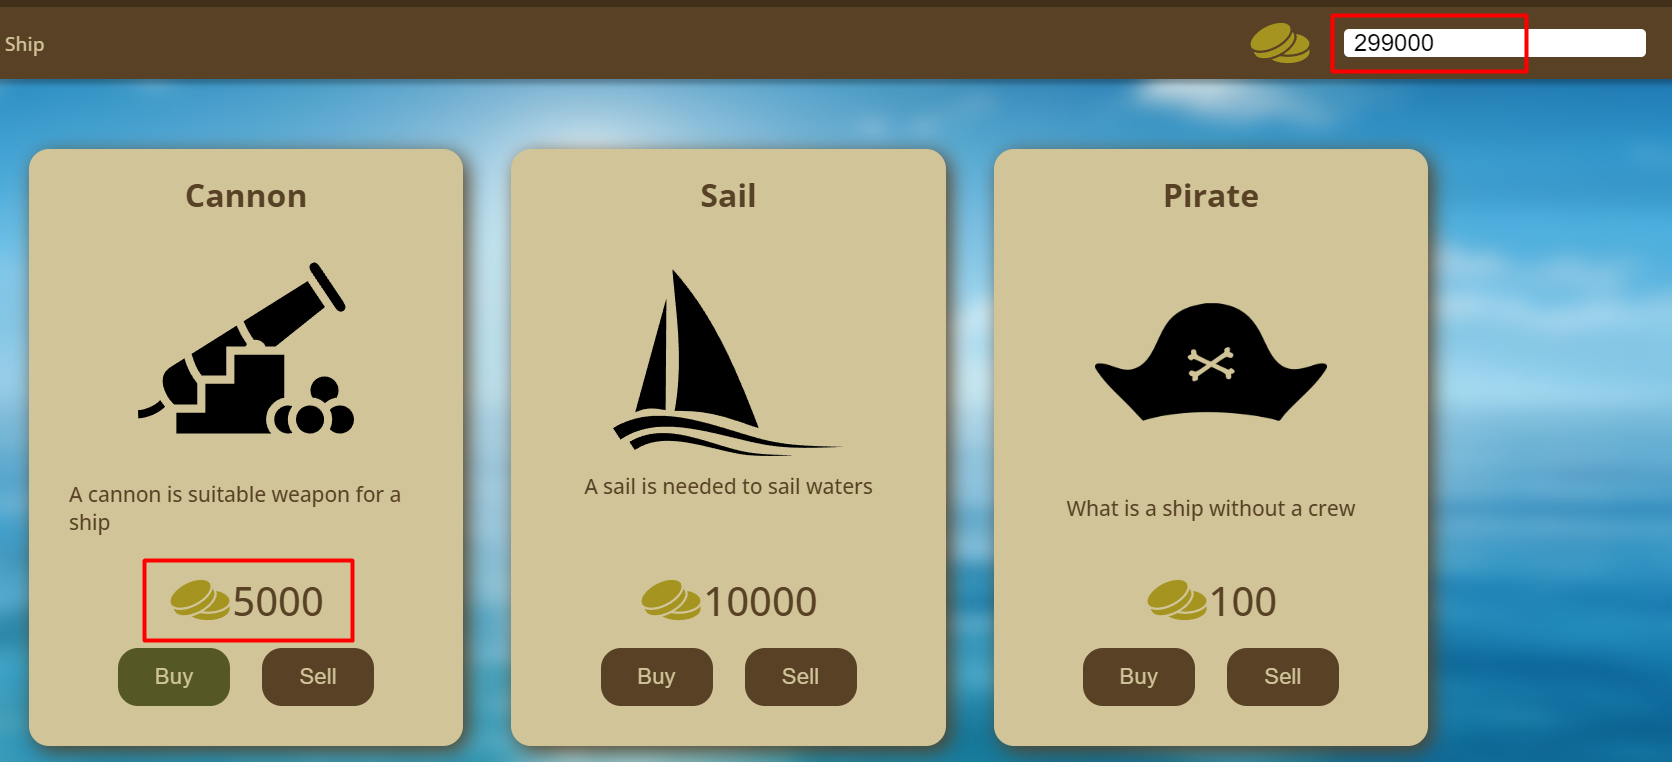 Ship
299000
Cannon
A cannon is suitable weapon for a
ship
5000
Buy
Sell
Sail
A sail is needed to sail waters
10000
Buy
Sell
Pirate
What is a ship without a crew
100
Buy
Sell